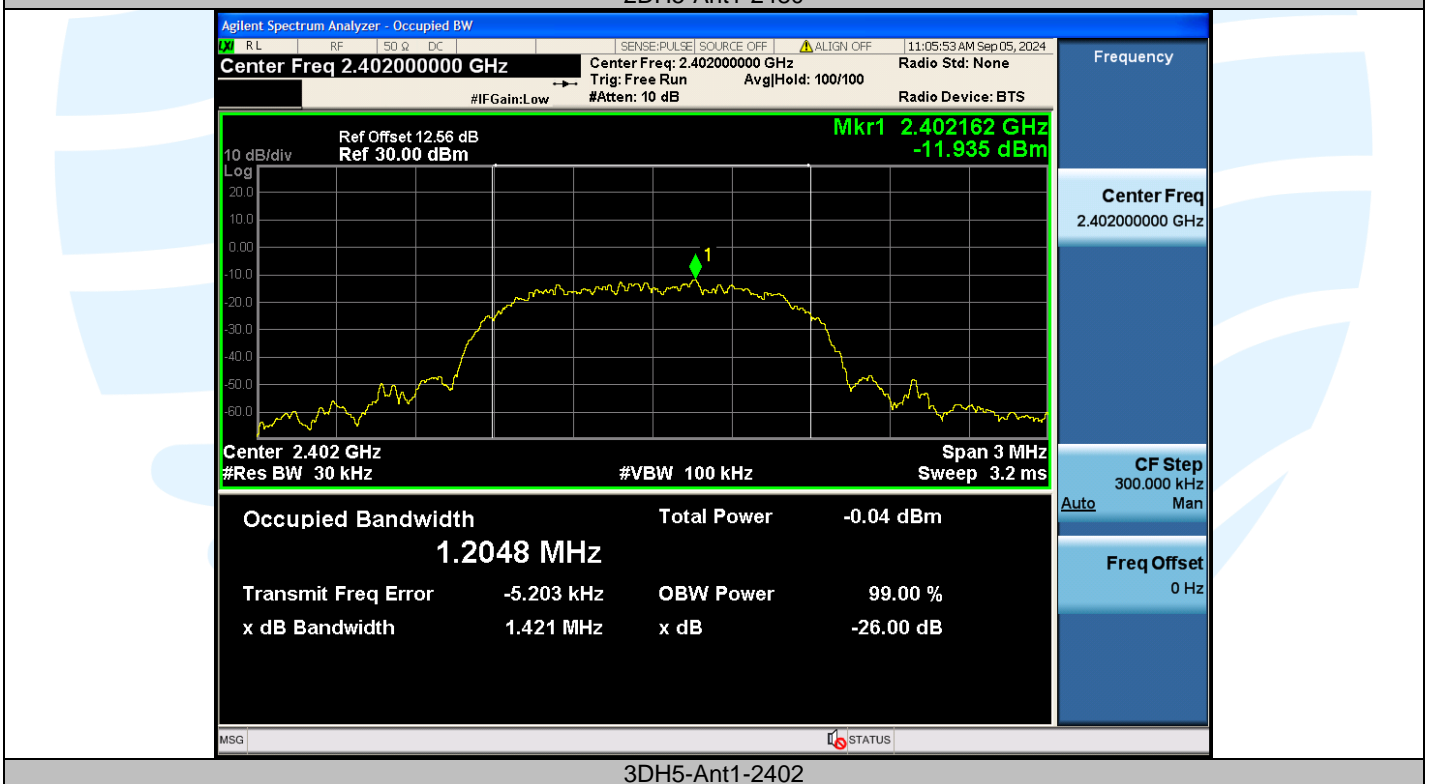 2DH5-Ant1-2480
Agilent Spectrum Analyzer - Occupied BW
LXI RL RF 50 Ω DC SENSE:PULSE SOURCE OFF ALIGN OFF 11:05:53 AM Sep 05, 2024
Center Freq 2.402000000 GHz
Center Freq: 2.402000000 GHz Radio Std: None
Trig: Free Run Avg|Hold: 100/100
#IFGain:Low #Atten: 10 dB Radio Device: BTS
Frequency
Mkr1 2.402162 GHz
-11.935 dBm
Ref Offset 12.56 dB
10 dB/div Ref 30.00 dBm
Log
20.0
10.0
0.00
-10.0
-20.0
-30.0
-40.0
-50.0
-60.0
1
Center 2.402 GHz Span 3 MHz
#Res BW 30 kHz #VBW 100 kHz Sweep 3.2 ms
Occupied Bandwidth Total Power -0.04 dBm
1.2048 MHz
Transmit Freq Error -5.203 kHz OBW Power 99.00 %
x dB Bandwidth 1.421 MHz x dB -26.00 dB
Center Freq
2.402000000 GHz
CF Step
300.000 kHz
Auto Man
Freq Offset
0 Hz
MSG STATUS
3DH5-Ant1-2402